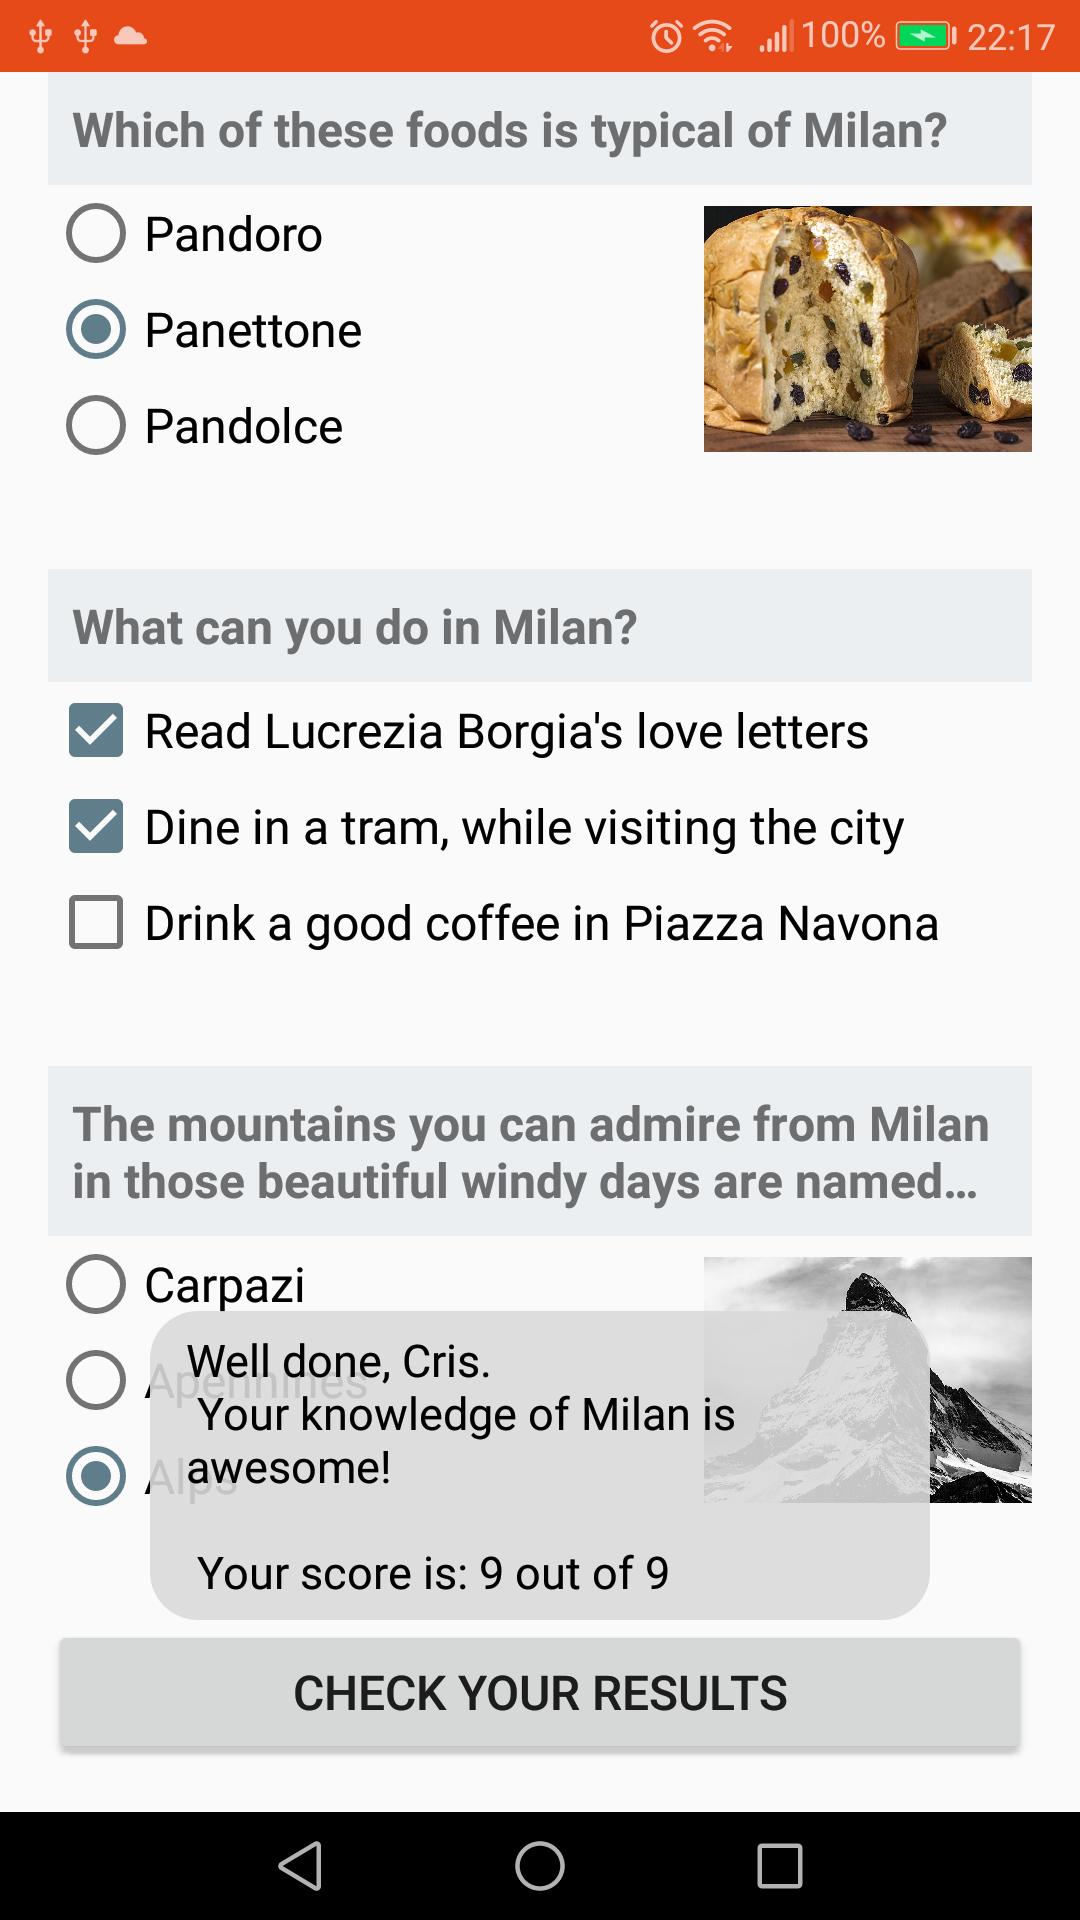 100% 22:17
Which of these foods is typical of Milan?
Pandoro
Panettone
Pandolce
What can you do in Milan?
Read Lucrezia Borgia's love letters
Dine in a tram, while visiting the city
Drink a good coffee in Piazza Navona
The mountains you can admire from Milan
in those beautiful windy days are named...
Carpazi
Apennines
Alps
Well done, Cris.
Your knowledge of Milan is
awesome!
Your score is: 9 out of 9
CHECK YOUR RESULTS